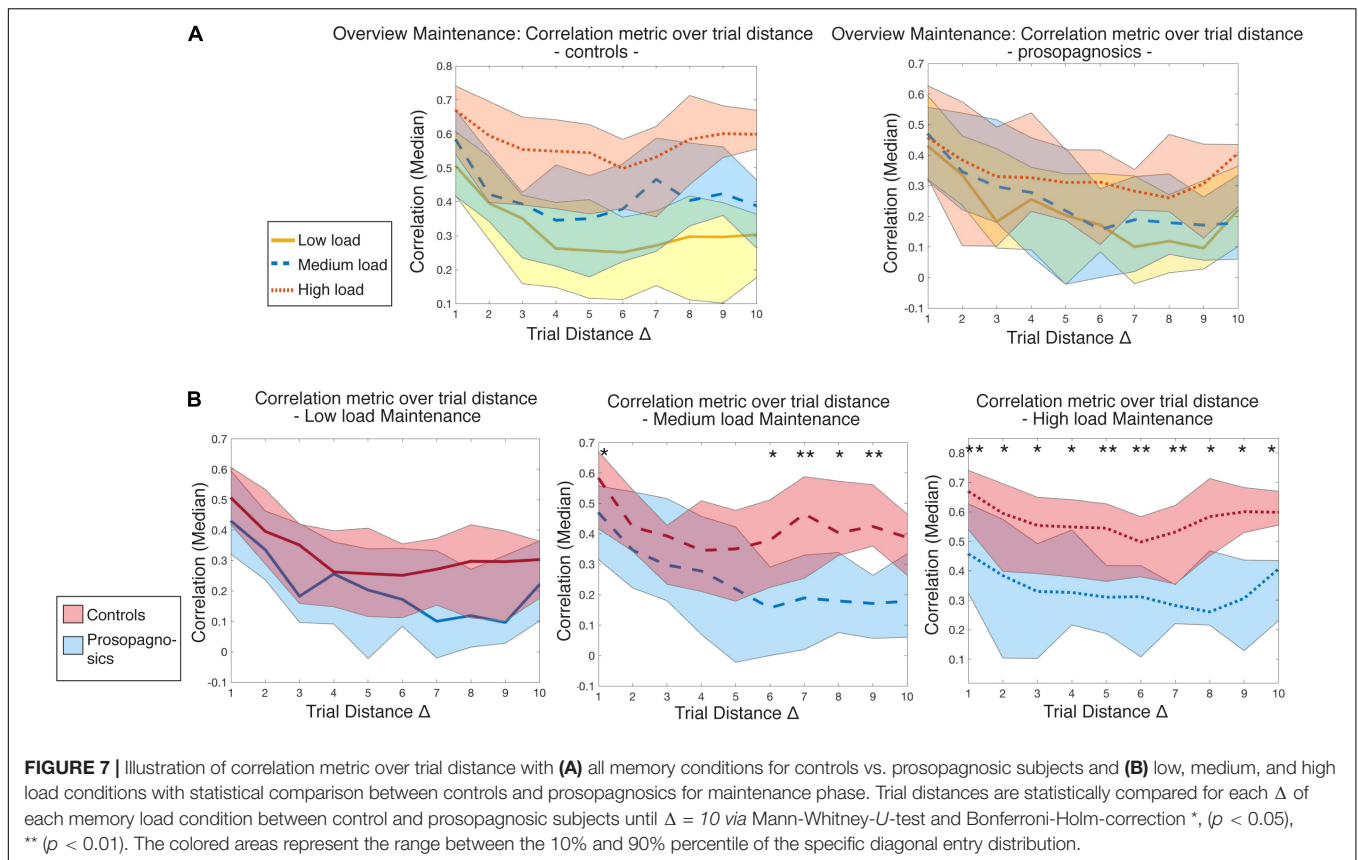 A
Overview Maintenance: Correlation metric over trial distance
- controls -
Overview Maintenance: Correlation metric over trial distance
- prosopagnosics -
Low load
Medium load
High load
Correlation (Median)
0.8
0.7
0.6
0.5
0.4
0.3
0.2
0.1
1 2 3 4 5 6 7 8 9 10
Trial Distance Δ
Correlation (Median)
0.7
0.6
0.5
0.4
0.3
0.2
0.1
0
-0.1
1 2 3 4 5 6 7 8 9 10
Trial Distance Δ
B
Correlation metric over trial distance
- Low load Maintenance
Correlation metric over trial distance
- Medium load Maintenance
Correlation metric over trial distance
- High load Maintenance
Controls
Prosopagno-
sics
Correlation (Median)
0.7
0.6
0.5
0.4
0.3
0.2
0.1
0
-0.1
1 2 3 4 5 6 7 8 9 10
Trial Distance Δ
Correlation (Median)
0.7
0.6
0.5
0.4
0.3
0.2
0.1
0
-0.1
* * ** * **
1 2 3 4 5 6 7 8 9 10
Trial Distance Δ
Correlation (Median)
0.8
0.7
0.6
0.5
0.4
0.3
0.2
0.1
** * * * ** ** ** * * *
1 2 3 4 5 6 7 8 9 10
Trial Distance Δ
FIGURE 7 | Illustration of correlation metric over trial distance with (A) all memory conditions for controls vs. prosopagnosic subjects and (B) low, medium, and high
load conditions with statistical comparison between controls and prosopagnosics for maintenance phase. Trial distances are statistically compared for each Δ of
each memory load condition between control and prosopagnosic subjects until Δ = 10 via Mann-Whitney-U-test and Bonferroni-Holm-correction *, (p < 0.05),
** (p < 0.01). The colored areas represent the range between the 10% and 90% percentile of the specific diagonal entry distribution.